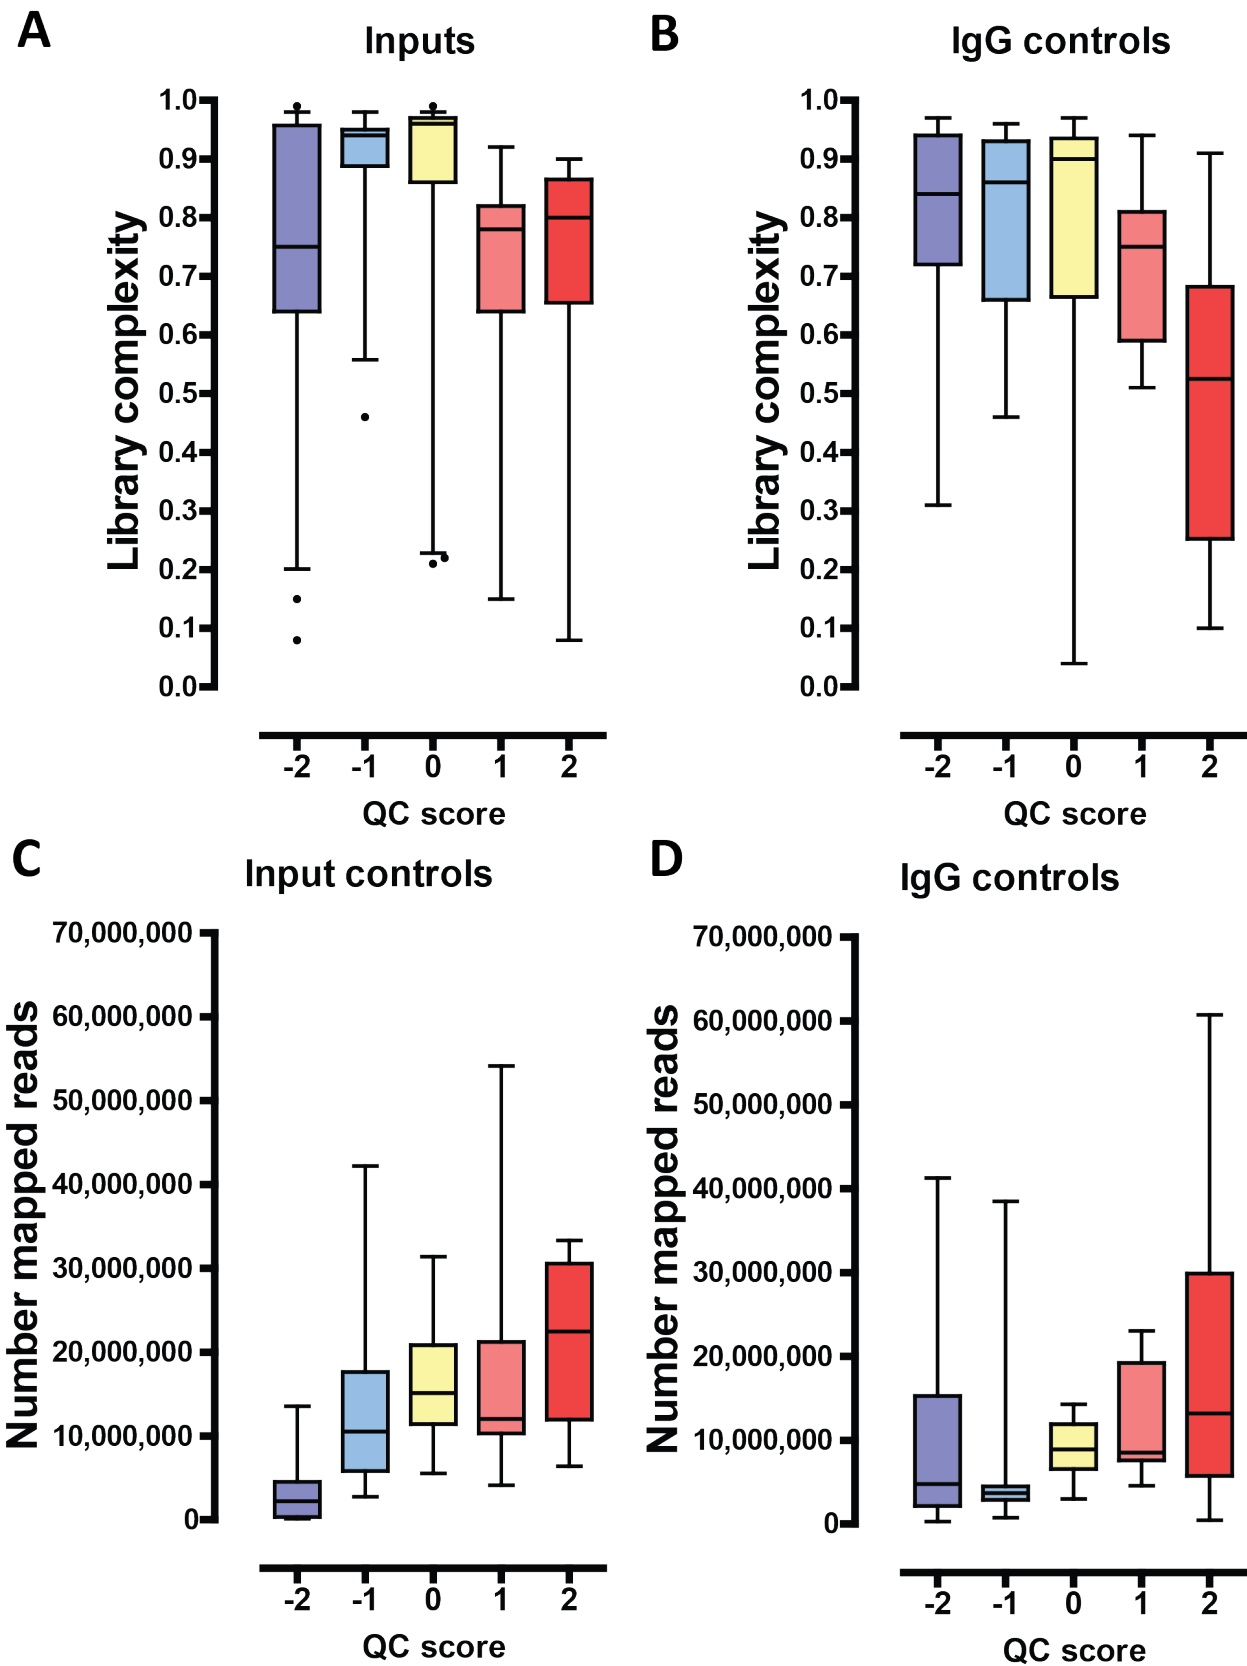 A
Inputs
Library complexity
1.0
0.9
0.8
0.7
0.6
0.5
0.4
0.3
0.2
0.1
0.0
-2 -1 0 1 2
QC score
B
IgG controls
Library complexity
1.0
0.9
0.8
0.7
0.6
0.5
0.4
0.3
0.2
0.1
0.0
-2 -1 0 1 2
QC score
C
Input controls
Number mapped reads
70,000,000
60,000,000
50,000,000
40,000,000
30,000,000
20,000,000
10,000,000
0
-2 -1 0 1 2
QC score
D
IgG controls
Number mapped reads
70,000,000
60,000,000
50,000,000
40,000,000
30,000,000
20,000,000
10,000,000
0
-2 -1 0 1 2
QC score